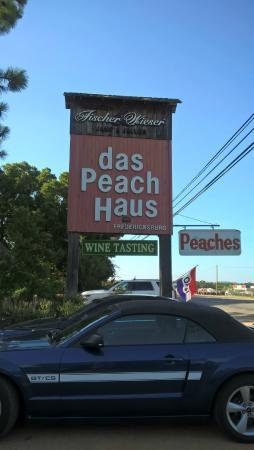 Fischer & Wieser
das
Peach
Haus
FREDERICKSBURG
WINE TASTING
Peaches
GT/CS